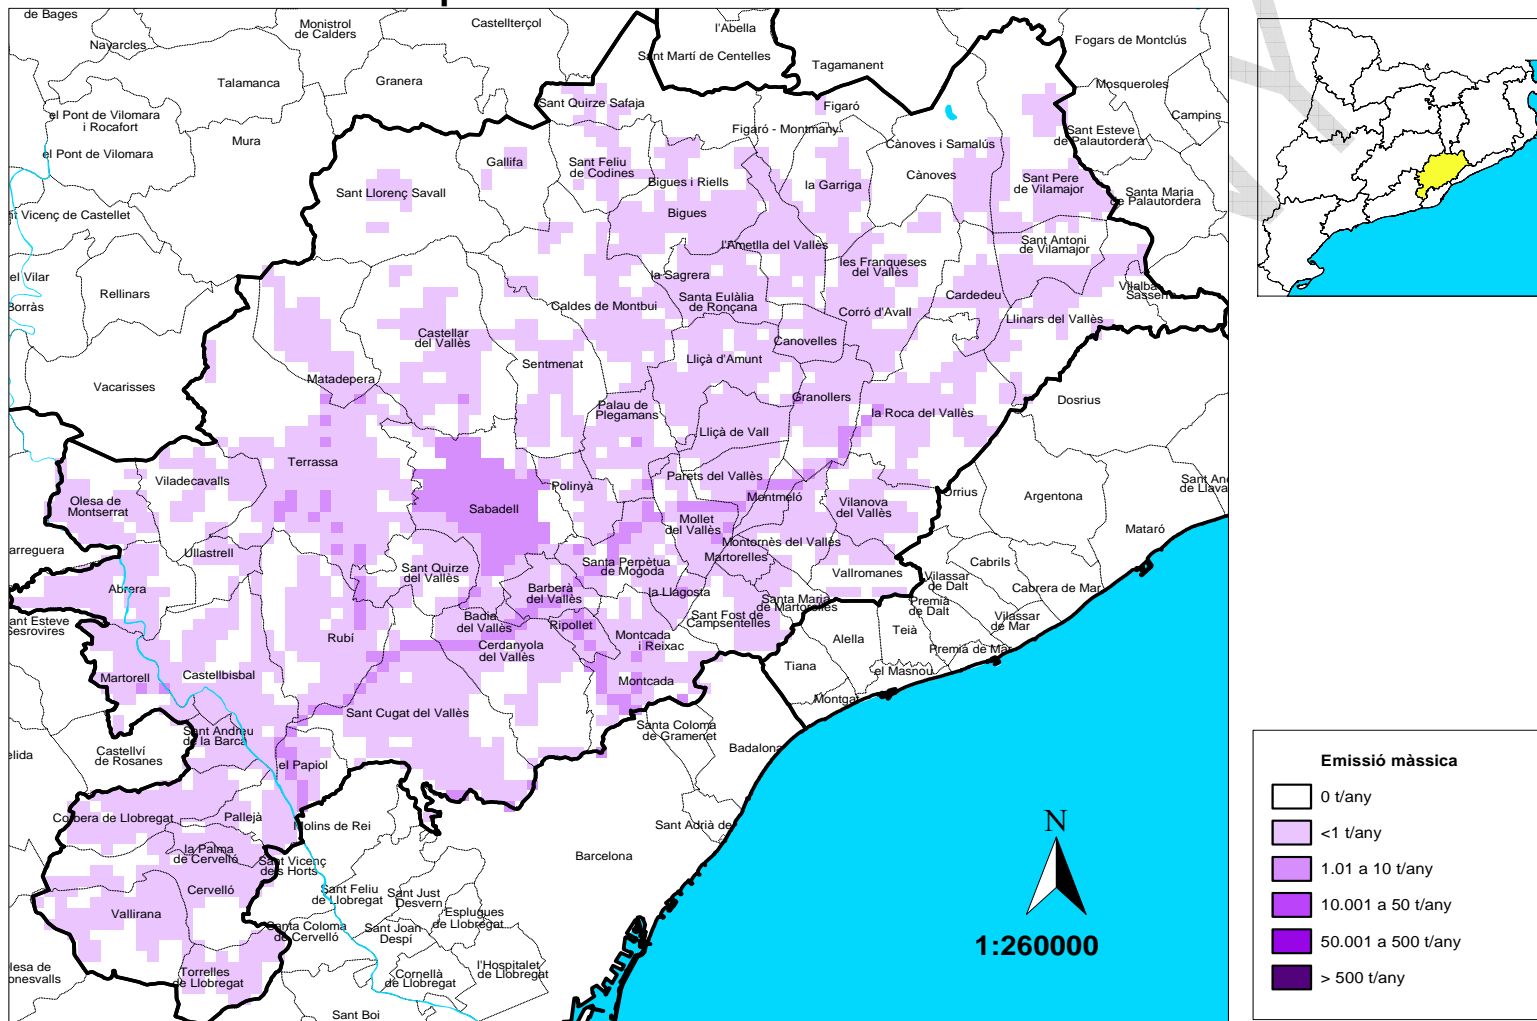 de Bages
Monistrol
de Calders
Castellterçol
l'Abella
Nayarcles
Sant Martí de Centelles
Fogars de Montclús
Tagamanent
Talamanca
Granera
Mosqueroles
Sant Quirze Safaja
Figaró
el Pont de Vilomara
i Rocafort
Campins
Figaró - Montmany
Sant Esteve
de Palautordera
Mura
Cànoves i Samalús
el Pont de Vilomara
Gallifa
Sant Feliu
de Codines
Cànoves
Bigues i Riells
la Garriga
Sant Pere
de Vilamajor
Sant Llorenç Savall
Santa Maria
de Palautordera
t Vicenç de Castellet
Bigues
l'Ametlla del Vallès
Sant Antoni
de Vilamajor
les Franqueses
del Vallès
el Vilar
la Sagrera
Rellinars
Cardedeu
Vilalba
Sasserr
Borràs
Caldes de Montbui
Santa Eulàlia
de Ronçana
Corró d'Avall
Llinars del Vallès
Castellar
del Vallès
Canovelles
Sentmenat
Lliçà d'Amunt
Matadepera
Vacarisses
Granollers
Dosrius
Palau de
Plegamans
la Roca del Vallès
Lliçà de Vall
Terrassa
Viladecavalls
Parets del Vallès
Polinyà
Sant And
de Llava
Olesa de
Montserrat
Montmeló
Orrius
Argentona
Sabadell
Vilanova
del Vallès
Mollet
del Vallès
Mataró
Montornès del Vallès
arreguera
Ullastrell
Martorelles
Santa Perpètua
de Mogoda
Cabrils
Sant Quirze
del Vallès
Vallromanes
Vilassar
de Dalt
Abrera
Barberà
del Vallès
la Llagosta
Cabrera de Mar
Santa Maria
de Martorelles
Premià
de Dalt
ant Esteve
Sesrovires
Badia
del Vallès
Sant Fost de
Campsentelles
Vilassar
de Mar
Ripollet
Teià
Rubí
Montcada
i Reixac
Alella
Cerdanyola
del Vallès
Premià de Mar
Tiana
Martorell
Castellbisbal
Montcada
el Masnou
Montgat
Sant Cugat del Vallès
Santa Coloma
de Gramenet
Sant Andreu
de la Barca
Badalona
elida
Castellví
de Rosanes
el Papiol
Corbera de Llobregat
Pallejà
Molins de Rei
Sant Adrià de
la Palma
de Cervelló
Barcelona
Sant Vicenç
dels Horts
Cervelló
Sant Feliu
de Llobregat
Sant Just
Desvern
Vallirana
Esplugues
de Llobregat
Santa Coloma
de Cervelló
Sant Joan
Despí
lesa de
onesvalls
Torrelles
de Llobregat
Cornellà
de Llobregat
l'Hospitalet
de Llobregat
Sant Boi
N
1:260000
Emissió màssica
0 t/any
<1 t/any
1.01 a 10 t/any
10.001 a 50 t/any
50.001 a 500 t/any
> 500 t/any